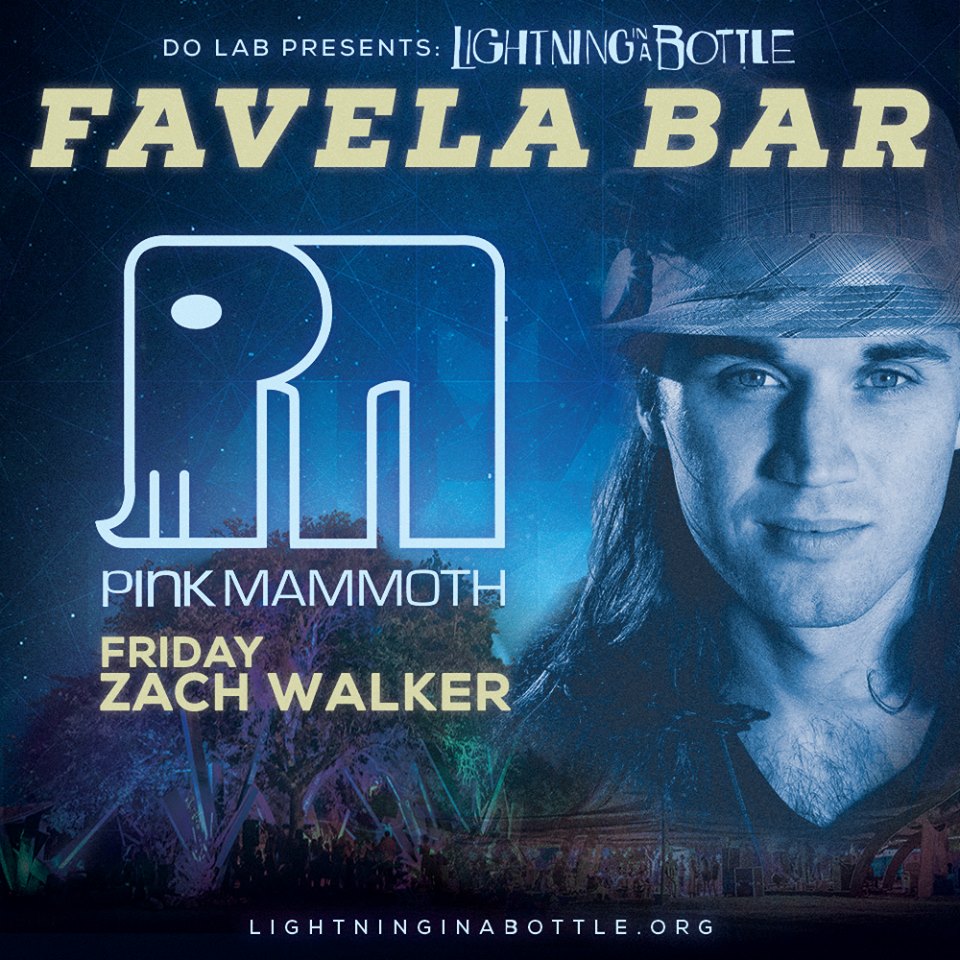 DO LAB PRESENTS: LIGHTNING IN A BOTTLE
FAVELA BAR
PINK MAMMOTH
FRIDAY
ZACH WALKER
LIGHTNINGINABOTTLE.ORG